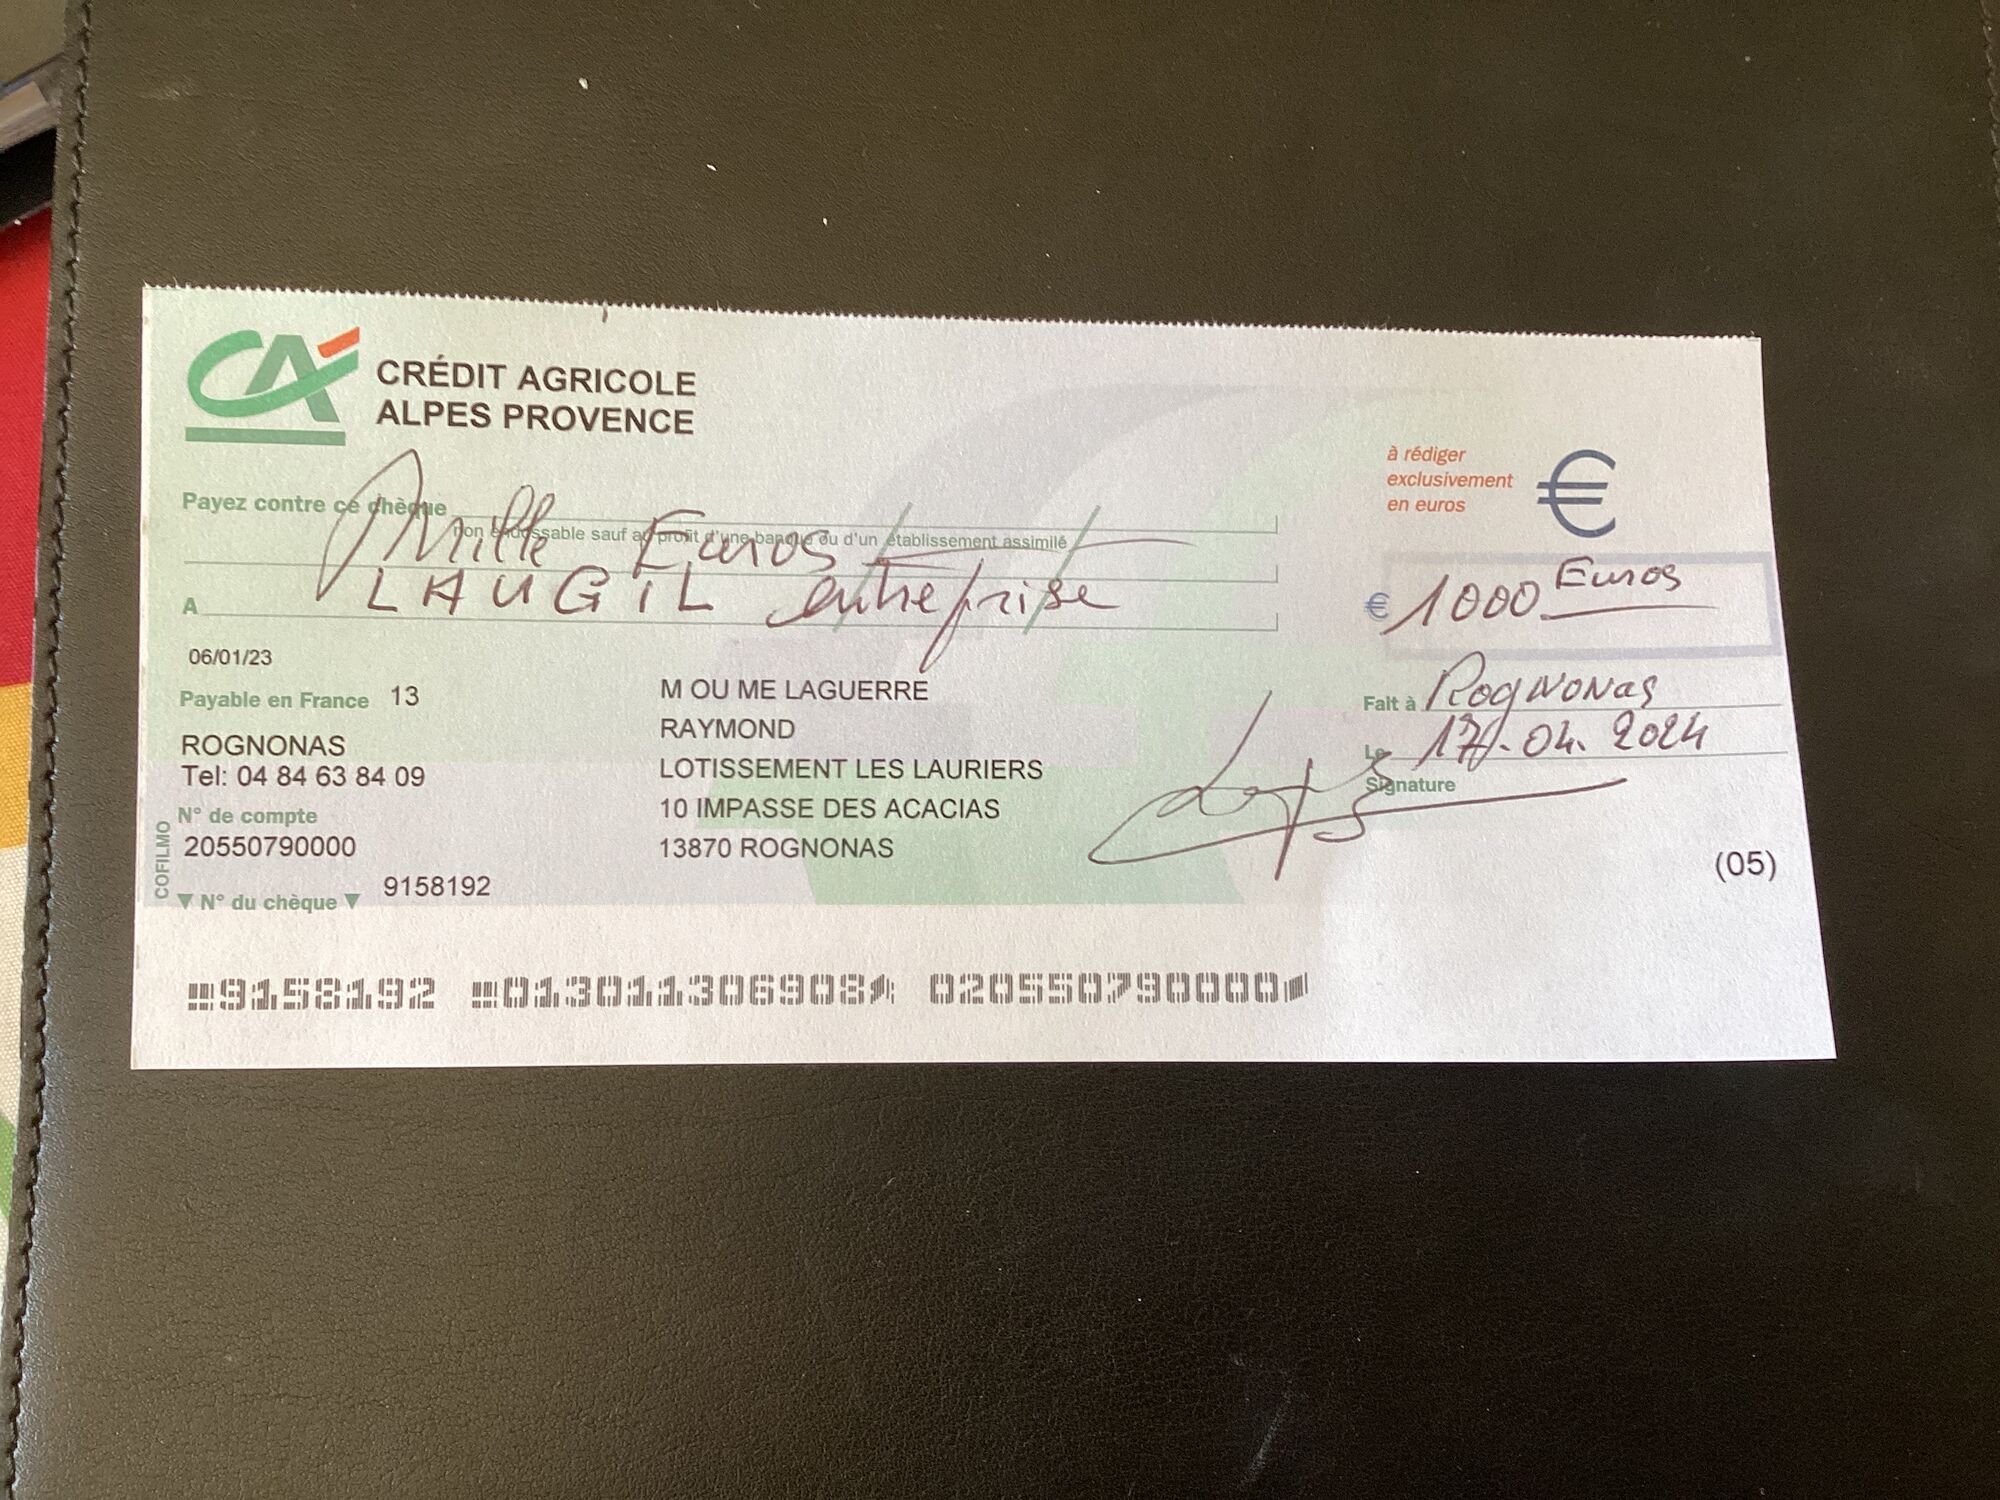 CA
CRÉDIT AGRICOLE
ALPES PROVENCE
à rédiger
exclusivement
en euros
€
Payez contre ce chèque
non endossable sauf au profit d'une banque ou d'un établissement assimilé
Mille Euros
€ 1000 Euros
A LAUGIL entreprise
06/01/23
Payable en France 13
ROGNONAS
Tel: 04 84 63 84 09
N° de compte
20550790000
COFILMO
▼ N° du chèque ▼ 9158192
M OU ME LAGUERRE
RAYMOND
LOTISSEMENT LES LAURIERS
10 IMPASSE DES ACACIAS
13870 ROGNONAS
Fait à Rognonas
Le 17.04.2024
Signature
(05)
9158192 013011306908 020550790000